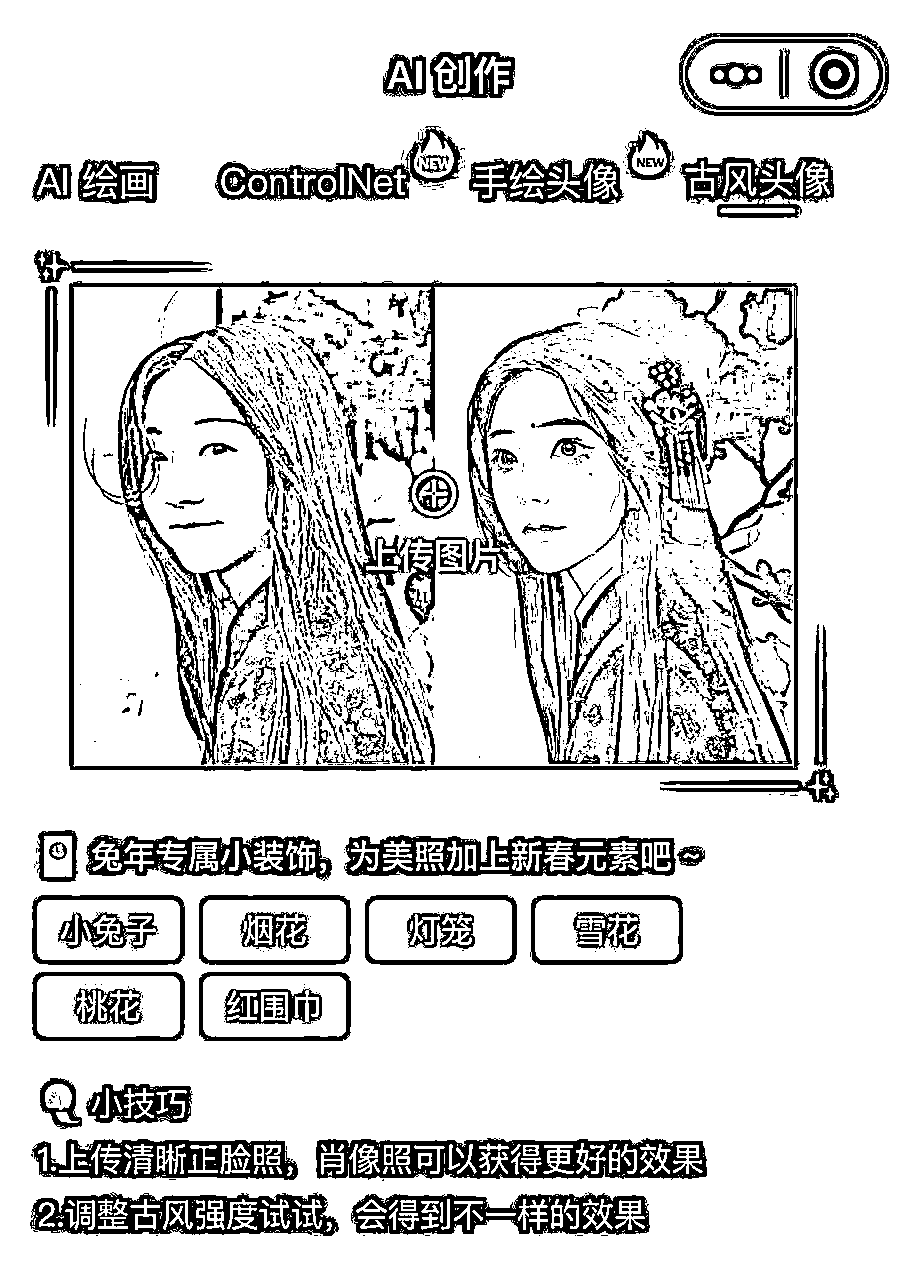 AI 创作
AI 绘画 ControlNet NEW 手绘头像 NEW 古风头像
上传图片
兔年专属小装饰，为美照加上新春元素吧~
小兔子 烟花 灯笼 雪花
桃花 红围巾
小技巧
1.上传清晰正脸照，肖像照可以获得更好的效果
2.调整古风强度试试，会得到不一样的效果